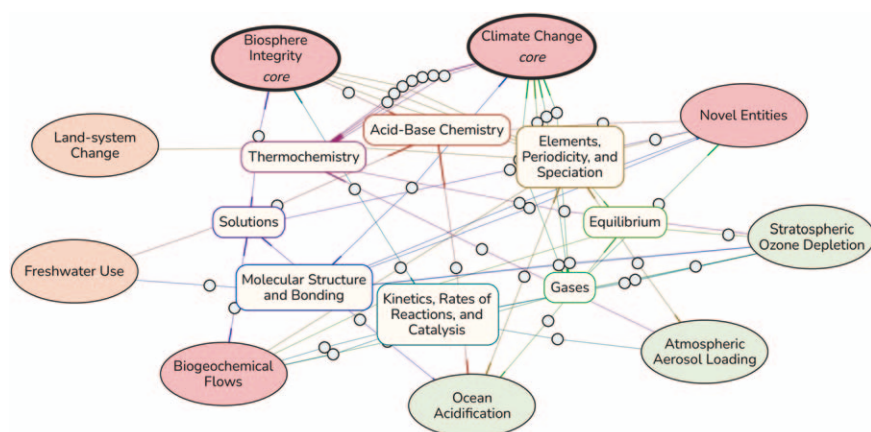 Biosphere
Integrity
core
Climate Change
core
Novel Entities
Land-system
Change
Acid-Base Chemistry
Elements,
Periodicity, and
Speciation
Thermochemistry
Solutions
Equilibrium
Stratospheric
Ozone Depletion
Freshwater Use
Molecular Structure
and Bonding
Kinetics, Rates of
Reactions, and
Catalysis
Gases
Biogeochemical
Flows
Atmospheric
Aerosol Loading
Ocean
Acidification